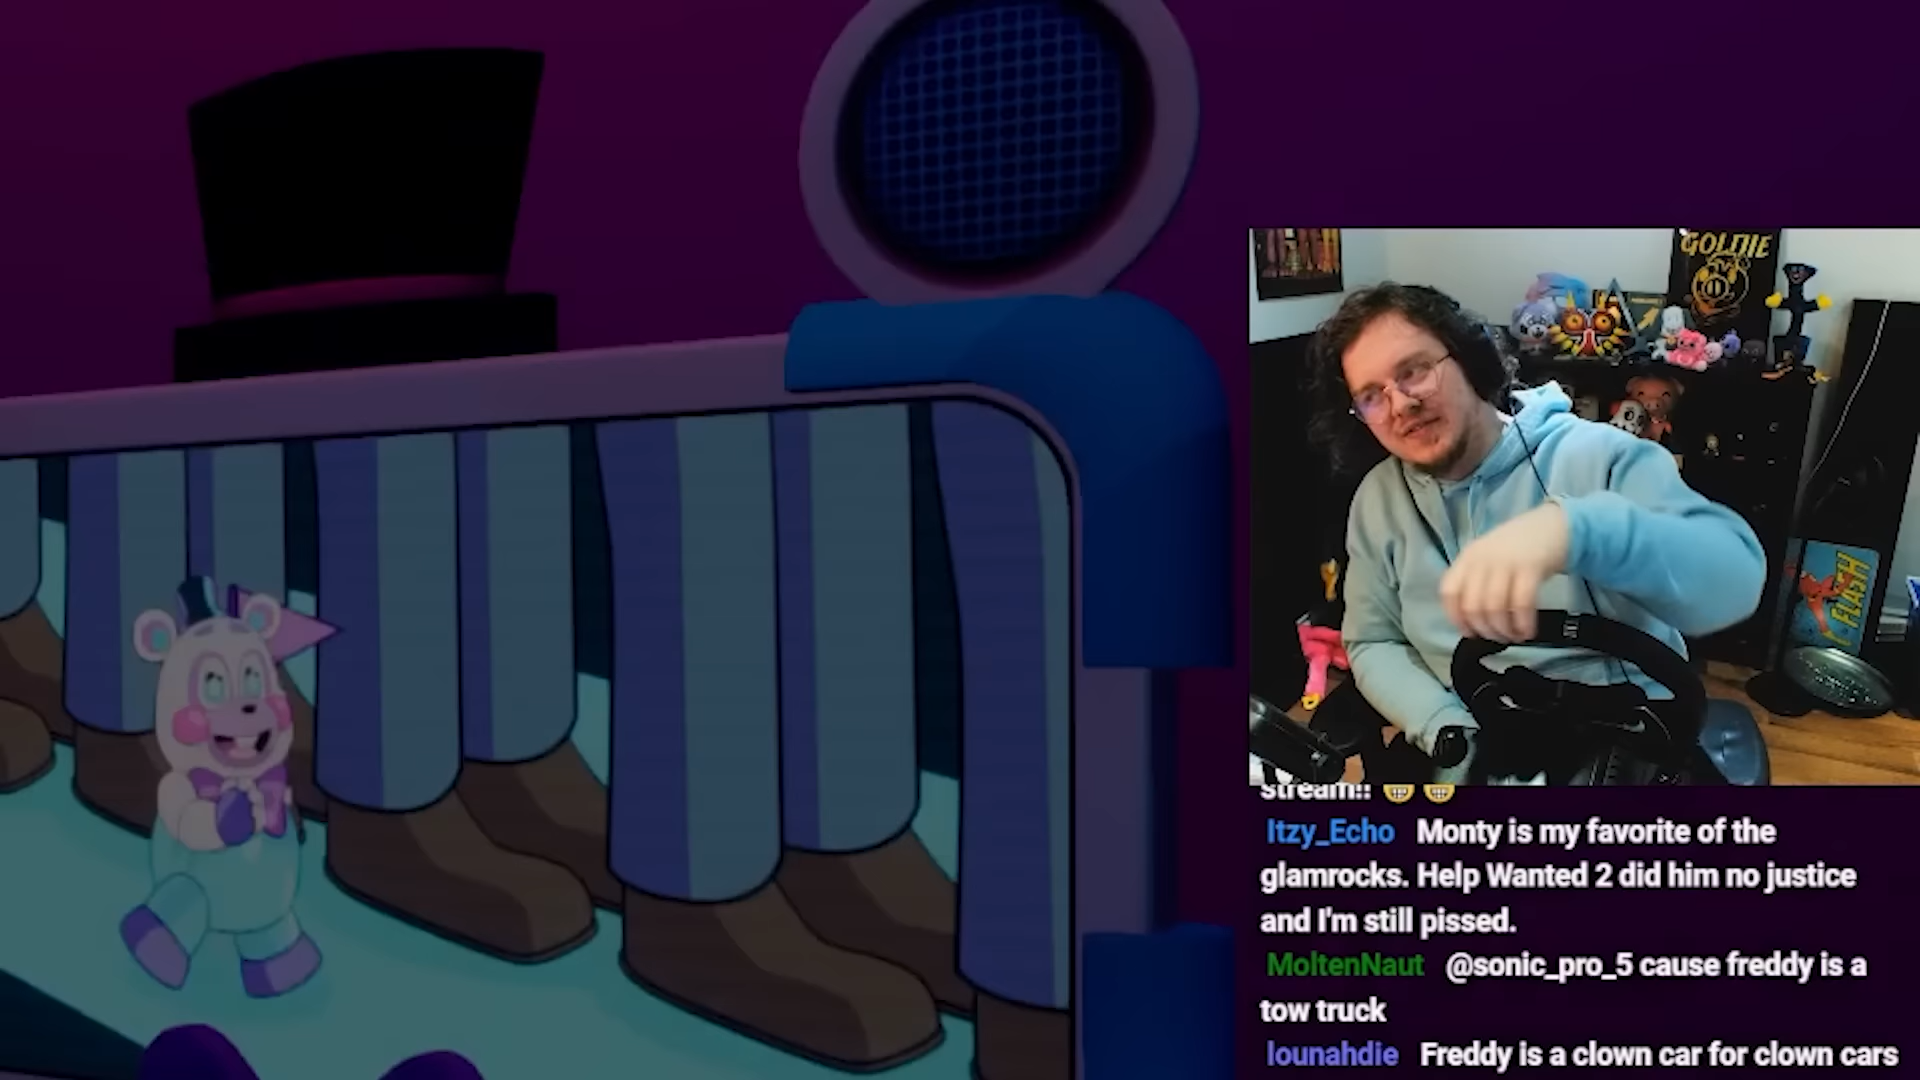 GOLDIE
FLASH
stream!! 😁 😁
Itzy_Echo Monty is my favorite of the
glamrocks. Help Wanted 2 did him no justice
and I'm still pissed.
MoltenNaut @sonic_pro_5 cause freddy is a
tow truck
lounahdie Freddy is a clown car for clown cars